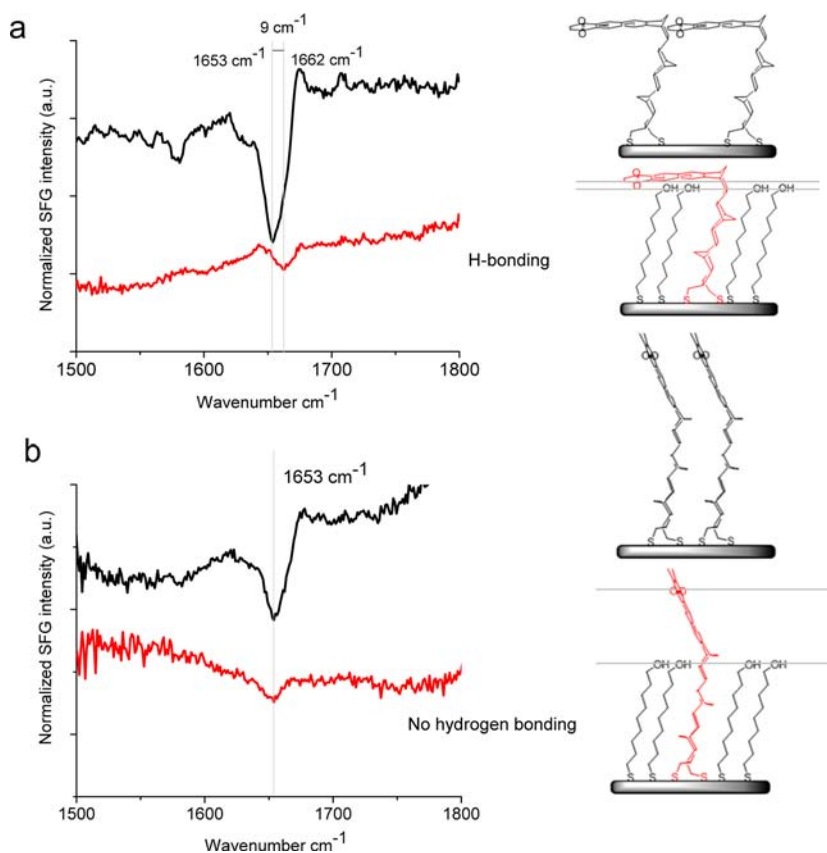 a
9 cm-1
1653 cm-1
1662 cm-1
Normalized SFG intensity (a.u.)
1500 1600 1700 1800
Wavenumber cm-1
H-bonding
S S S S
O
O
OH OH OH OH
S S S S S S
b
1653 cm-1
Normalized SFG intensity (a.u.)
1500 1600 1700 1800
Wavenumber cm-1
No hydrogen bonding
S S S S
OH OH OH OH
S S S S S S